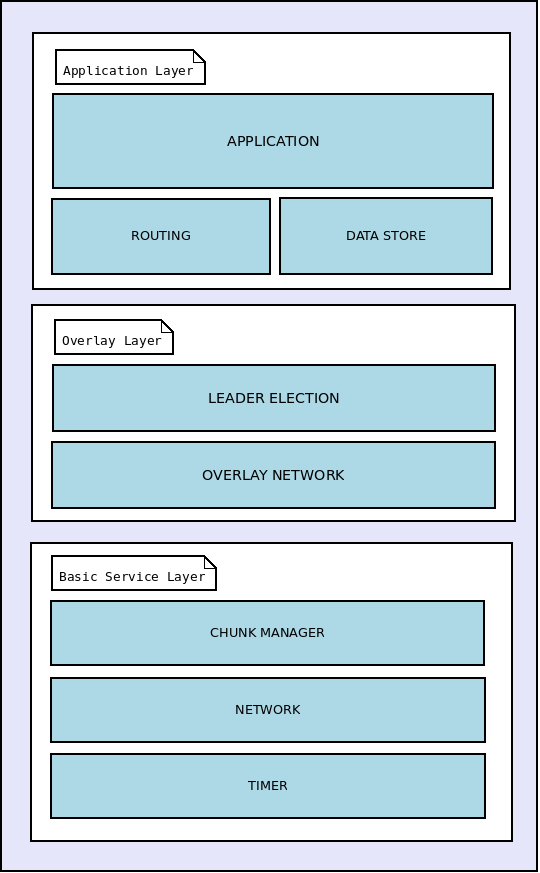 Application Layer
APPLICATION
ROUTING
DATA STORE
Overlay Layer
LEADER ELECTION
OVERLAY NETWORK
Basic Service Layer
CHUNK MANAGER
NETWORK
TIMER